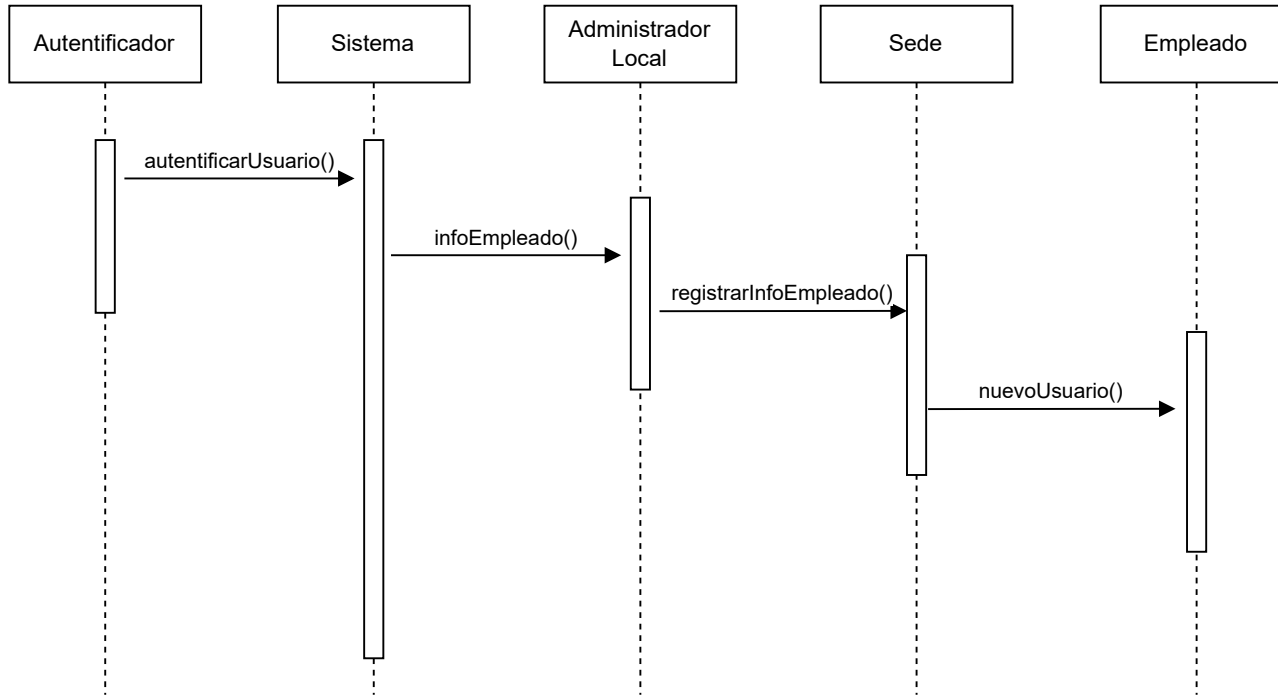 Autentificador
Sistema
Administrador
Local
Sede
Empleado
autentificarUsuario()
infoEmpleado()
registrarInfoEmpleado()
nuevoUsuario()